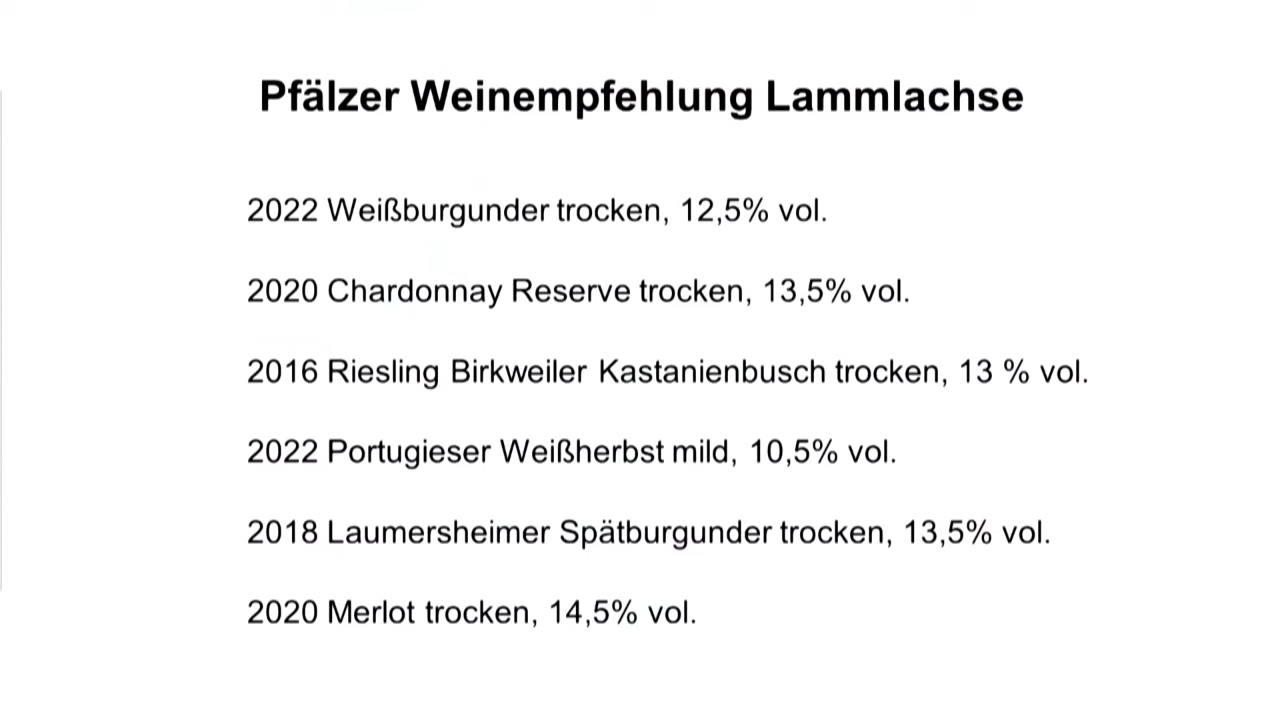 Pfälzer Weinempfehlung Lammlachse
2022 Weißburgunder trocken, 12,5% vol.
2020 Chardonnay Reserve trocken, 13,5% vol.
2016 Riesling Birkweiler Kastanienbusch trocken, 13 % vol.
2022 Portugieser Weißherbst mild, 10,5% vol.
2018 Laumersheimer Spätburgunder trocken, 13,5% vol.
2020 Merlot trocken, 14,5% vol.